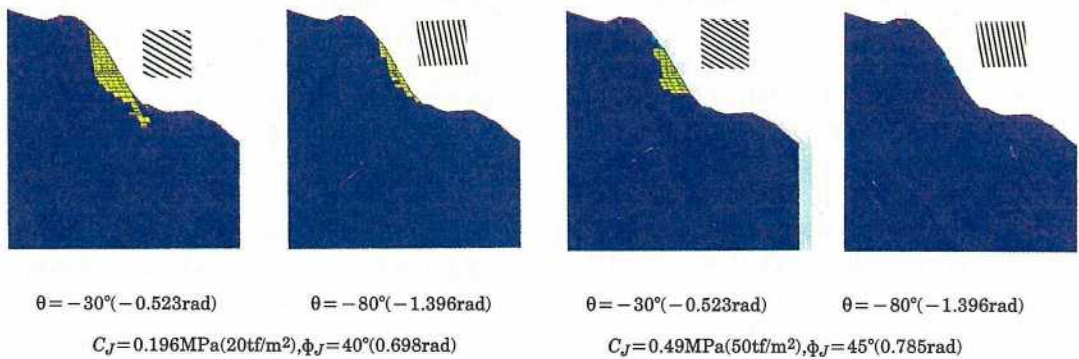 θ=−30°(−0.523rad) θ=−80°(−1.396rad) θ=−30°(−0.523rad) θ=−80°(−1.396rad)
C_J=0.196MPa(20tf/m²),ϕ_J=40°(0.698rad) C_J=0.49MPa(50tf/m²),ϕ_J=45°(0.785rad)